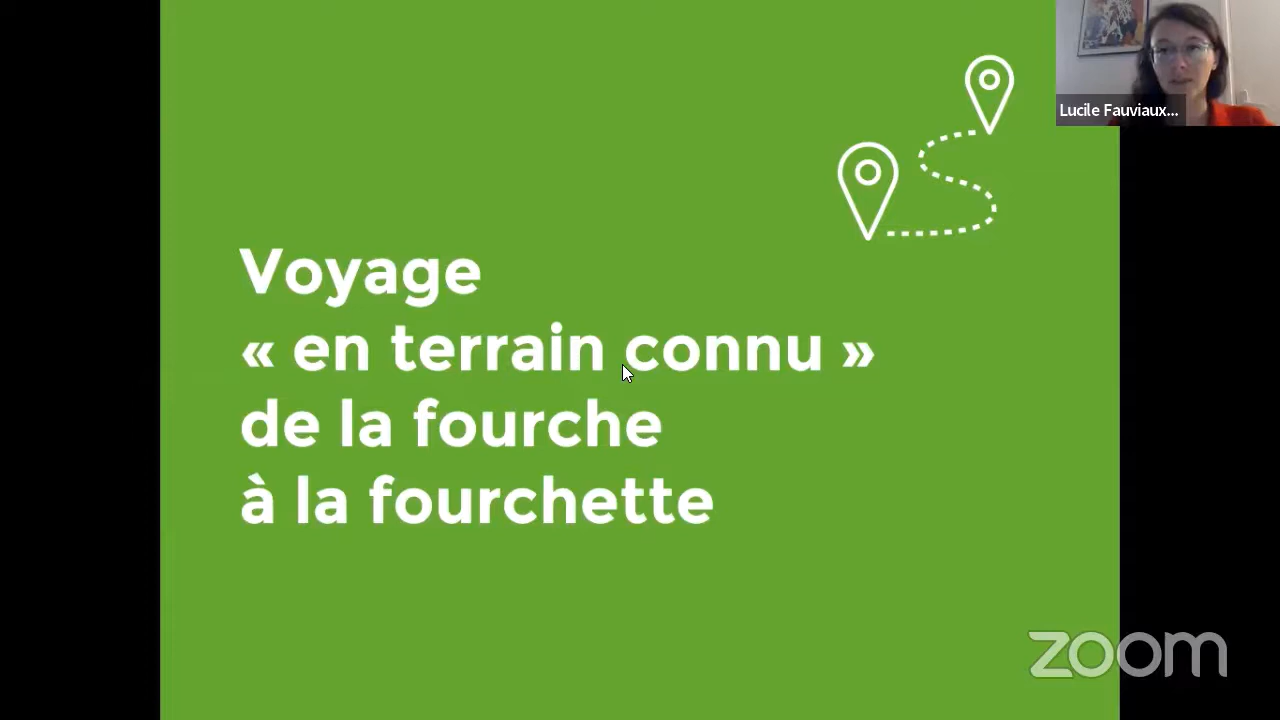 Lucile Fauviaux...
Voyage
« en terrain connu »
de la fourche
à la fourchette
zoom